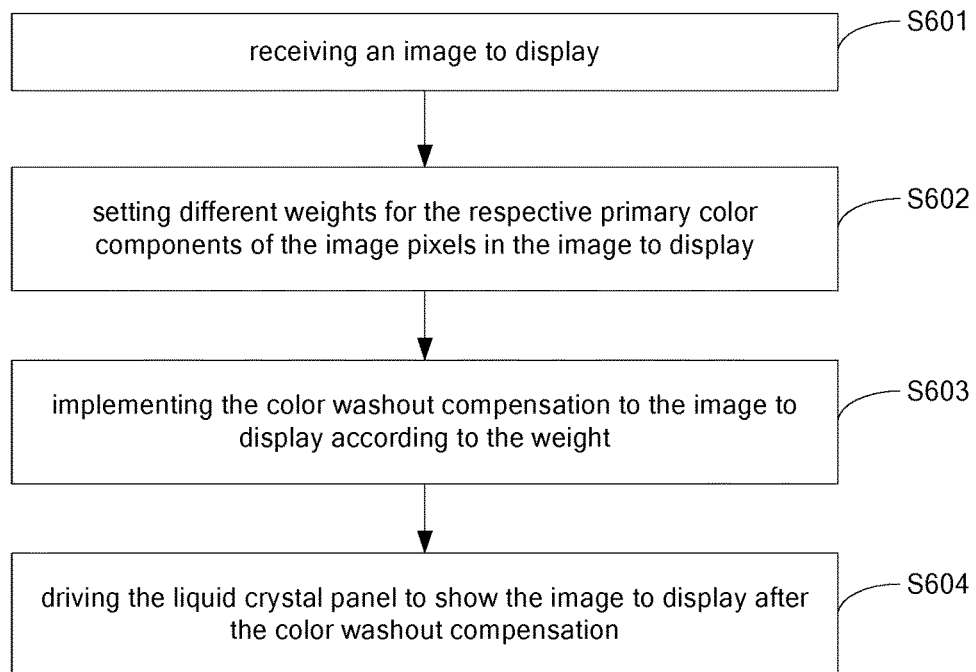 receiving an image to display
S601
setting different weights for the respective primary color
components of the image pixels in the image to display
S602
implementing the color washout compensation to the image to
display according to the weight
S603
driving the liquid crystal panel to show the image to display after
the color washout compensation
S604